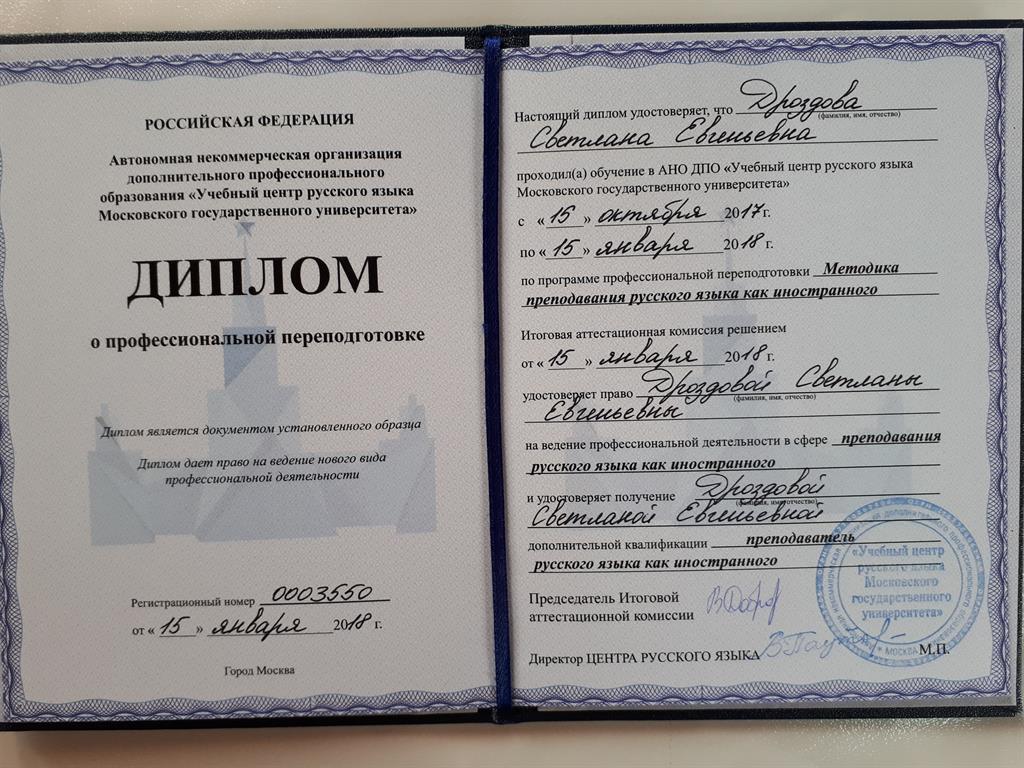 РОССИЙСКАЯ ФЕДЕРАЦИЯ
Автономная некоммерческая организация
дополнительного профессионального
образования «Учебный центр русского языка
Московского государственного университета»
ДИПЛОМ
о профессиональной переподготовке
Диплом является документом установленного образца
Диплом дает право на ведение нового вида
профессиональной деятельности
Регистрационный номер 0003550
от « 15 » января 2018 г.
Город Москва
Настоящий диплом удостоверяет, что Дроздова
(фамилия, имя, отчество)
Светлана Евгеньевна
проходил(а) обучение в АНО ДПО «Учебный центр русского языка
Московского государственного университета»
с « 15 » октября 2017 г.
по « 15 » января 2018 г.
по программе профессиональной переподготовки Методика
преподавания русского языка как иностранного
Итоговая аттестационная комиссия решением
от « 15 » января 2018 г.
удостоверяет право Дроздовой Светланы
(фамилия, имя, отчество)
Евгеньевны
на ведение профессиональной деятельности в сфере преподавания
русского языка как иностранного
и удостоверяет получение Дроздовой
(фамилия, имя, отчество)
Светланой Евгеньевной
дополнительной квалификации преподаватель
русского языка как иностранного
Председатель Итоговой
аттестационной комиссии
Директор ЦЕНТРА РУССКОГО ЯЗЫКА
М.П.
«Учебный центр
русского языка
Московского
государственного
университета»
МОСКВА